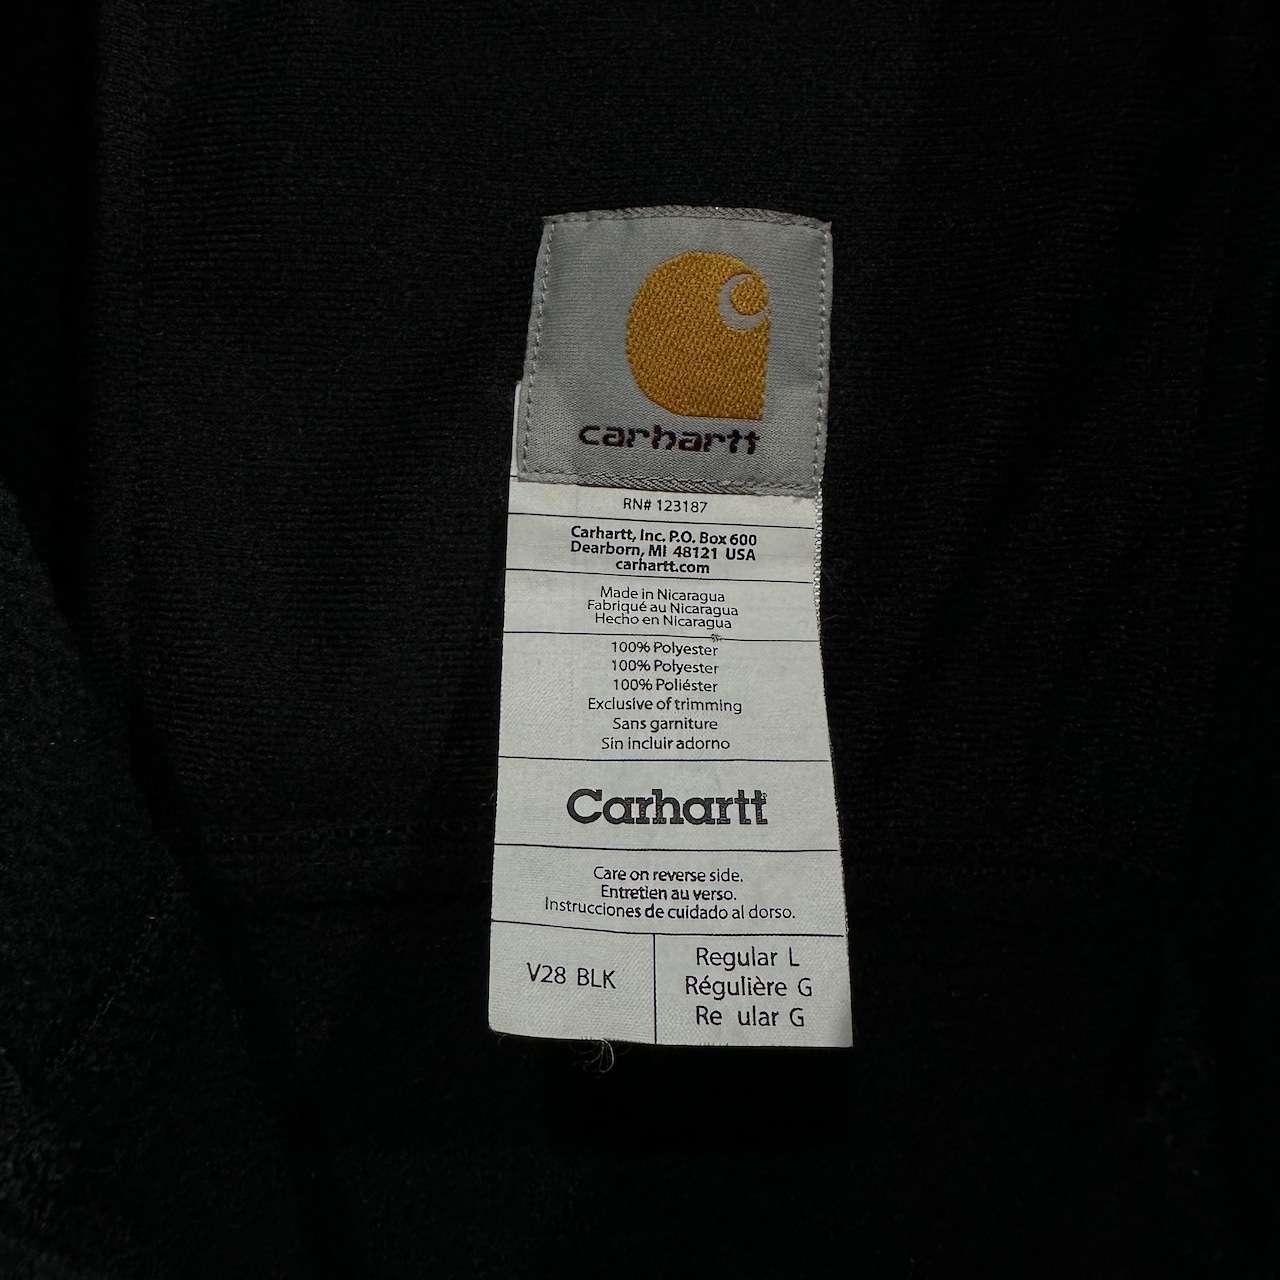 carhartt
RN# 123187
Carhartt, Inc. P.O. Box 600
Dearborn, MI 48121 USA
carhartt.com
Made in Nicaragua
Fabriqué au Nicaragua
Hecho en Nicaragua
100% Polyester
100% Polyester
100% Poliéster
Exclusive of trimming
Sans garniture
Sin incluir adorno
Carhartt
Care on reverse side.
Entretien au verso.
Instrucciones de cuidado al dorso.
V28 BLK
Regular L
Régulière G
Re ular G